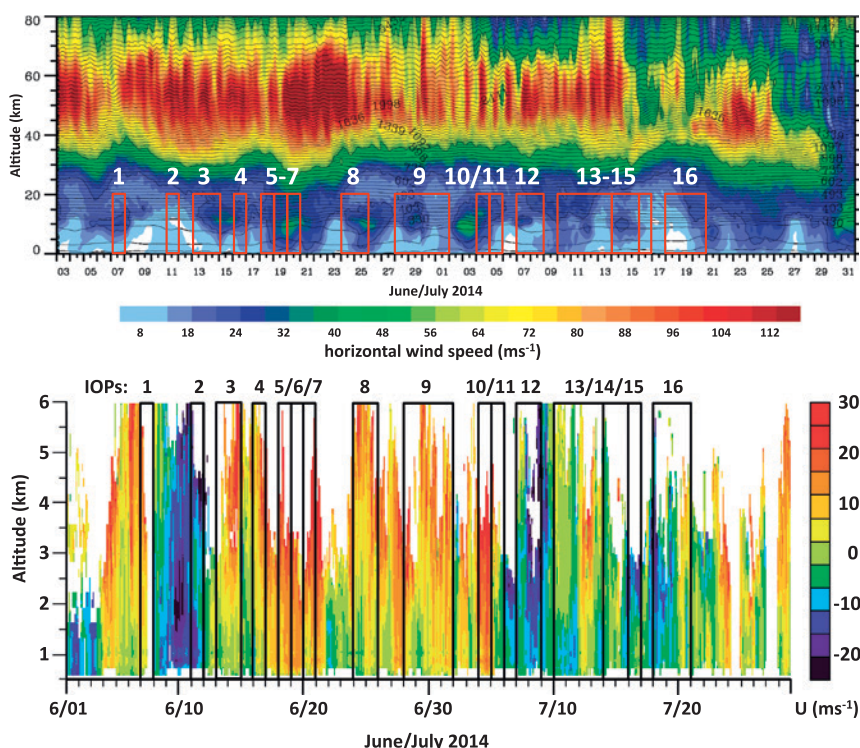 80
60
40
20
0
Altitude (km)
1998
1636
1939
1636
1 2 3 4 5-7 8 9 10/11 12 13-15 16
03 05 07 09 11 13 15 17 19 21 23 25 27 29 01 03 05 07 09 11 13 15 17 19 21 23 25 27 29 31
June/July 2014
8 18 24 32 40 48 56 64 72 80 88 96 104 112
horizontal wind speed (ms-1)
IOPs: 1 2 3 4 5/6/7 8 9 10/11 12 13/14/15 16
6
5
4
3
2
1
Altitude (km)
30
20
10
0
-10
-20
6/01 6/10 6/20 6/30 7/10 7/20 U (ms-1)
June/July 2014